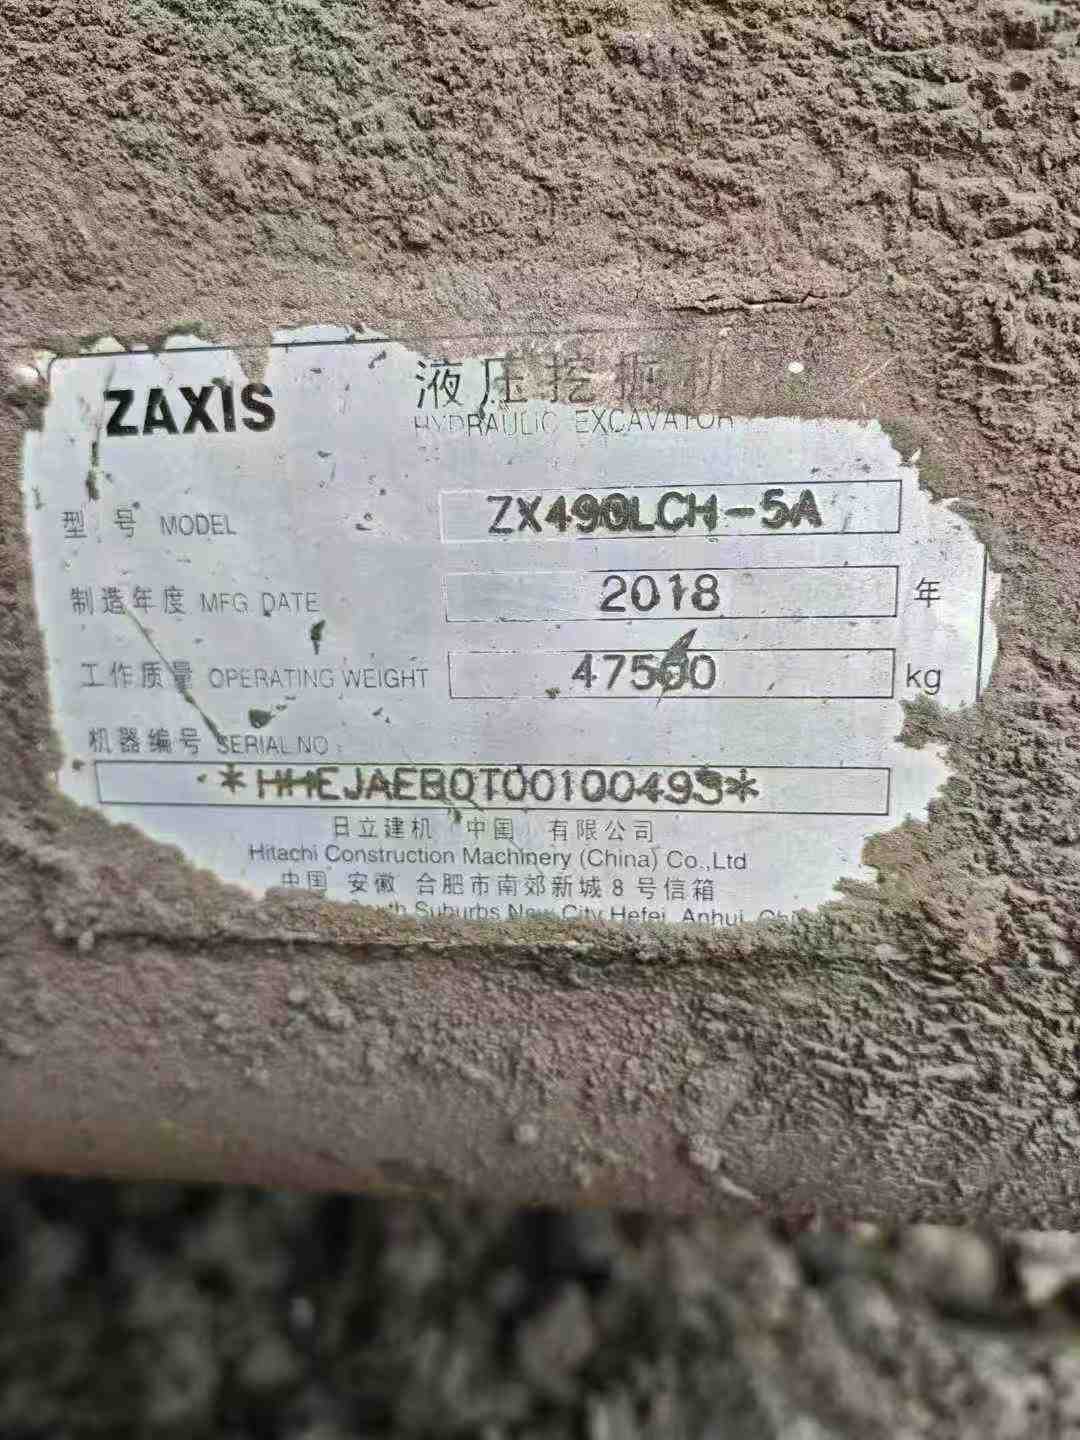 ZAXIS
液压挖掘机
HYDRAULIC EXCAVATOR
型号 MODEL ZX490LCH-5A
制造年度 MFG DATE 2018 年
工作质量 OPERATING WEIGHT 47500 kg
机器编号 SERIAL NO:
*HHEJAEB0T00100493*
日立建机(中国)有限公司
Hitachi Construction Machinery (China) Co.,Ltd
中国 安徽 合肥市南郊新城8号信箱
South Suburbs New City Hefei, Anhui